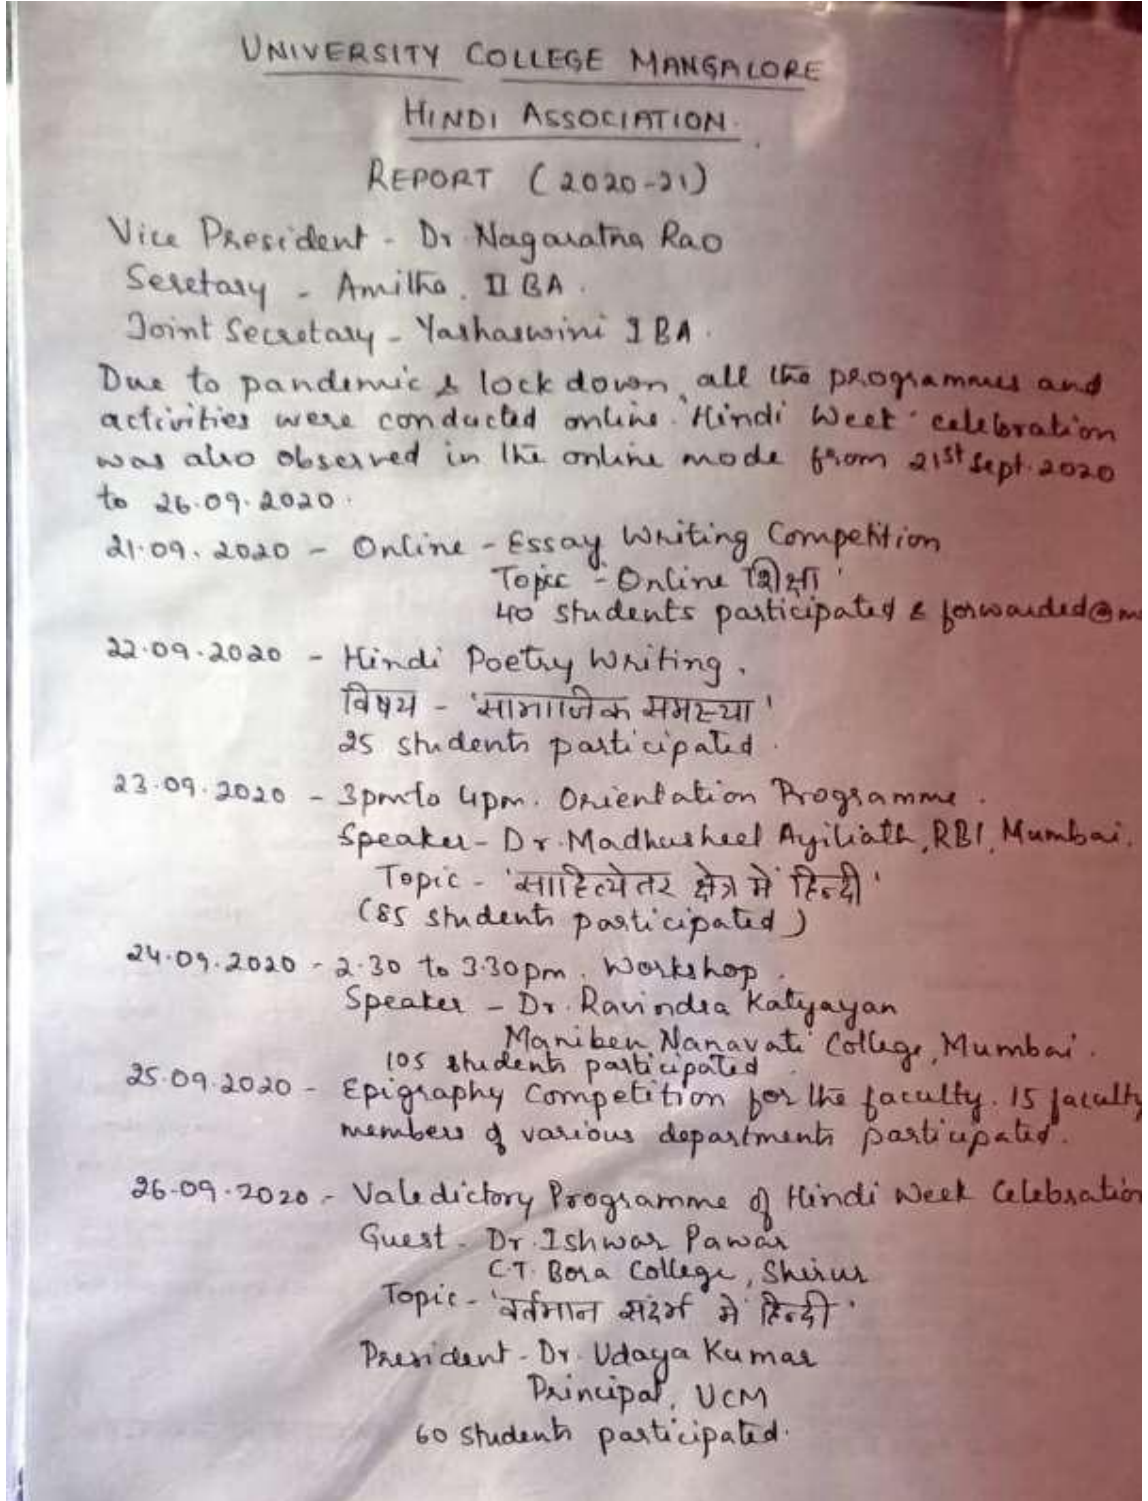 UNIVERSITY COLLEGE MANGALORE
HINDI ASSOCIATION.
REPORT (2020-21)
Vice President - Dr. Nagaratna Rao
Seretary - Amitha, II BA.
Joint Secretary - Yashaswini I BA.
Due to pandemic & lock down, all the programmes and
activities were conducted online. 'Hindi Week' celebration
was also observed in the online mode from 21st Sept. 2020
to 26.09.2020.
21.09.2020 - Online - Essay Writing Competition
Topic - 'Online शिक्षा'
40 students participated & forwarded@
22.09.2020 - Hindi Poetry Writing.
विषय - 'सामाजिक समस्या'
25 students participated.
23.09.2020 - 3pm to 4pm. Orientation Programme.
Speaker - Dr. Madhusheel Ayiliath, RBI, Mumbai.
Topic - 'साहित्येतर क्षेत्र में हिन्दी'
(85 students participated)
24.09.2020 - 2.30 to 3.30pm. Workshop.
Speaker - Dr. Ravindra Katyayan
Maniben Nanavati College, Mumbai.
105 students participated
25.09.2020 - Epigraphy Competition for the faculty. 15 faculty
members of various departments participated.
26.09.2020 - Valedictory Programme of Hindi Week Celebration
Guest - Dr. Ishwar Pawar
C.T. Bora College, Shirur
Topic - 'वर्तमान संदर्भ में हिन्दी'
President - Dr. Udaya Kumar
Principal, UCM
60 students participated.